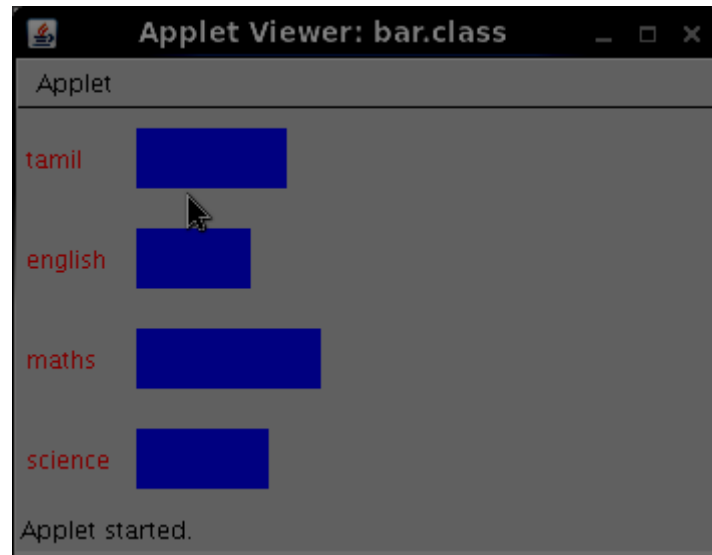 Applet Viewer: bar.class
Applet
tamil
english
maths
science
Applet started.